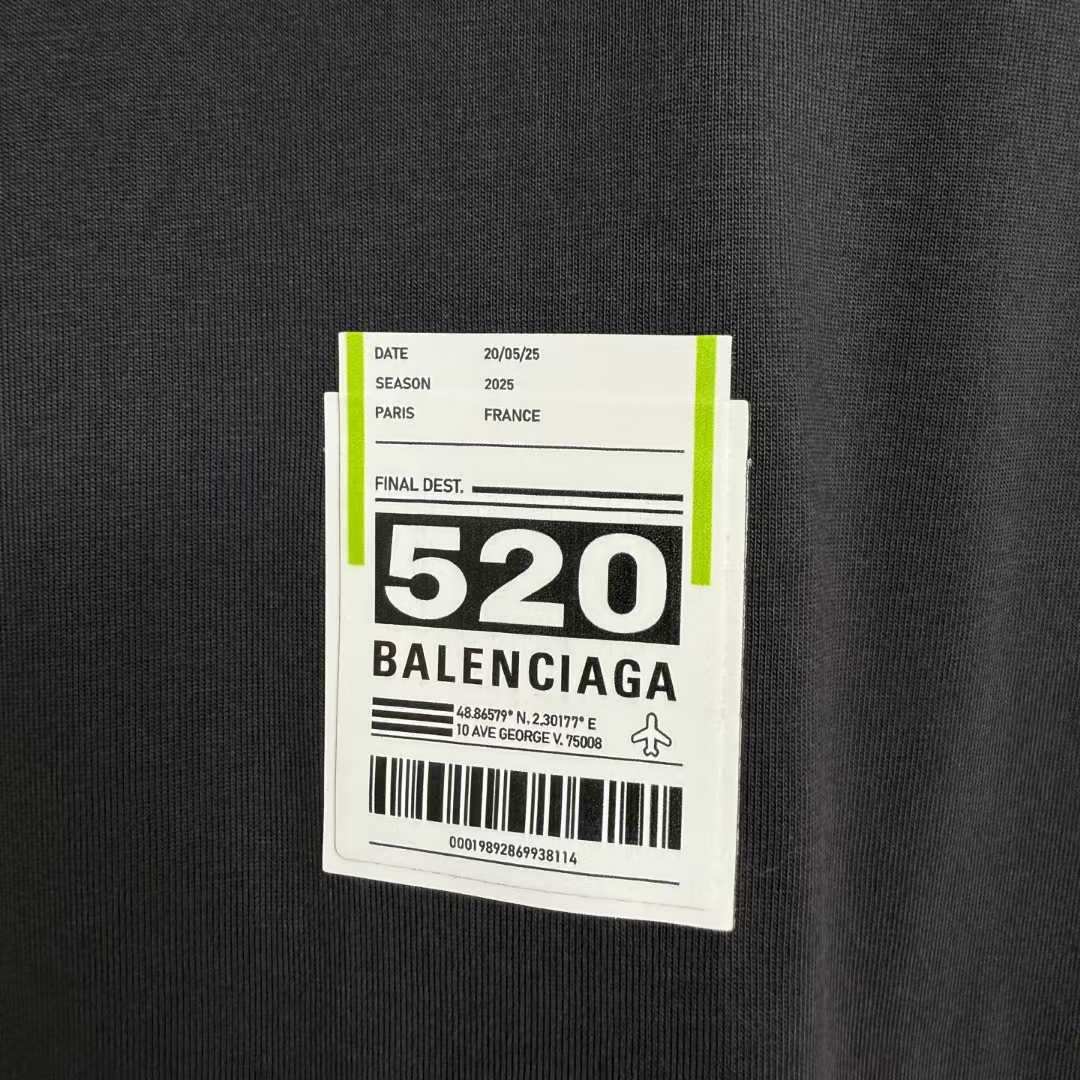 DATE 20/05/25
SEASON 2025
PARIS FRANCE
FINAL DEST.
520
BALENCIAGA
48.86579° N, 2.30177° E
10 AVE GEORGE V. 75008
00019892869938114